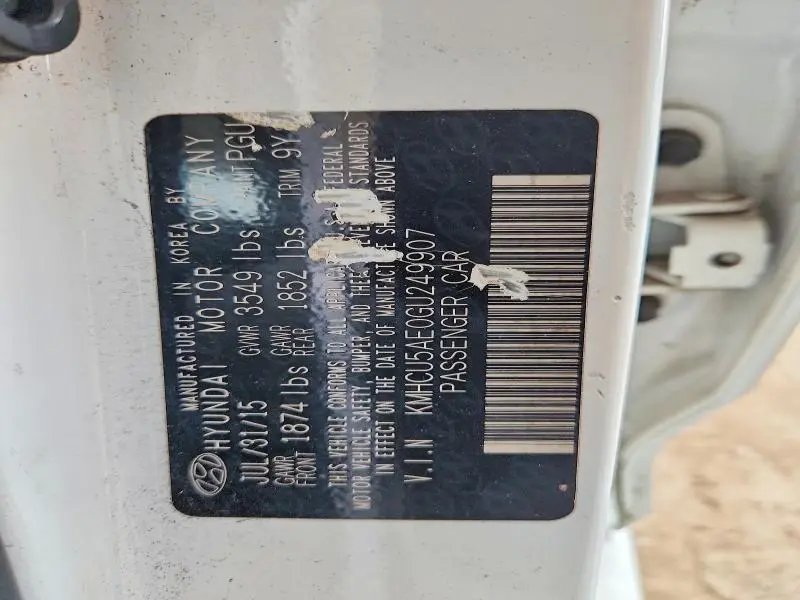 MANUFACTURED IN KOREA BY
HYUNDAI MOTOR COMPANY
JUL/31/15 GVWR 3549 lbs PGU
GAWR FRONT 1874 lbs GAWR REAR 1852 lbs TRIM 9Y
THIS VEHICLE CONFORMS TO ALL FEDERAL
MOTOR VEHICLE SAFETY, BUMPER AND THEFT STANDARDS
IN EFFECT ON THE DATE OF MANUFACTURE SHOWN ABOVE
V.I.N KMHCU5AE0GU249907
PASSENGER CAR